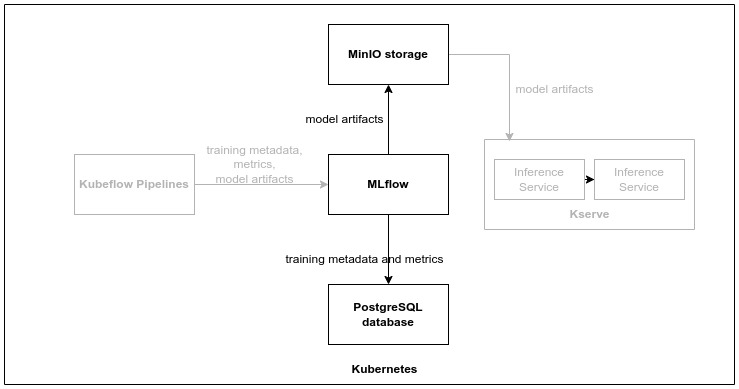 MinIO storage
model artifacts
model artifacts
training metadata,
metrics,
model artifacts
Kubeflow Pipelines
MLflow
Inference
Service
Inference
Service
Kserve
training metadata and metrics
PostgreSQL
database
Kubernetes